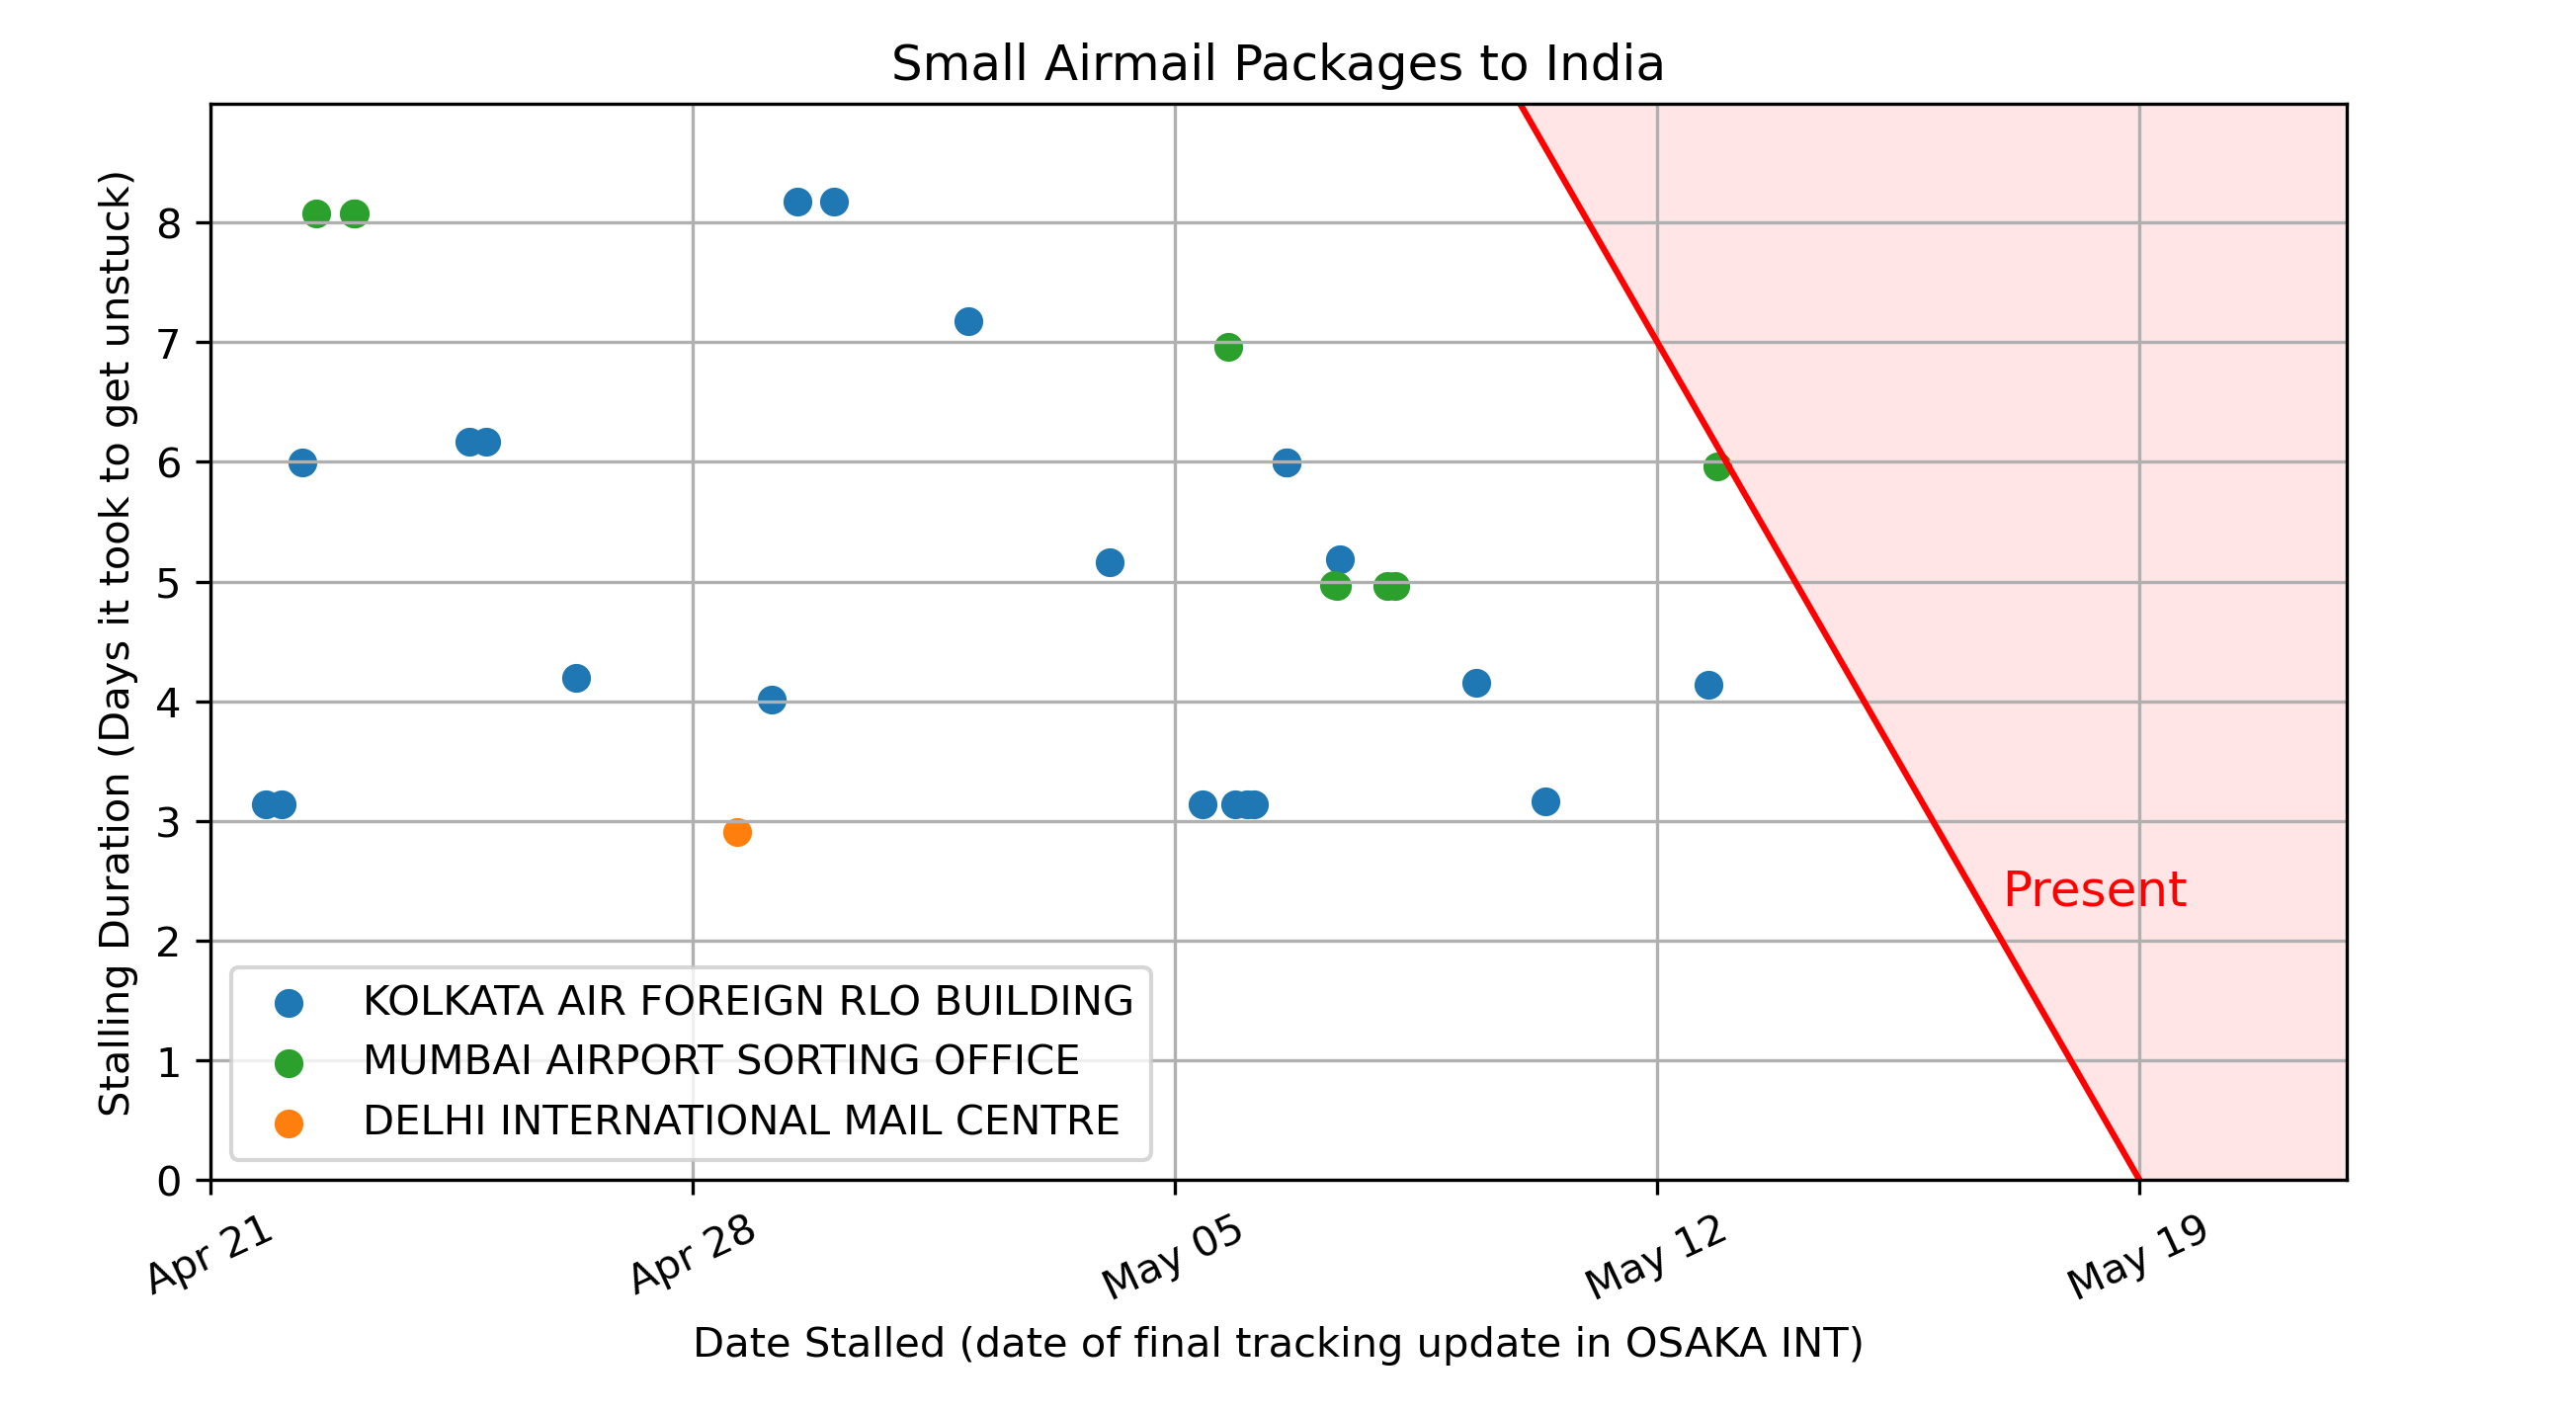 Small Airmail Packages to India
Stalling Duration (Days it took to get unstuck)
8
7
6
5
4
3
2
1
0
Present
KOLKATA AIR FOREIGN RLO BUILDING
MUMBAI AIRPORT SORTING OFFICE
DELHI INTERNATIONAL MAIL CENTRE
Apr 21
Apr 28
May 05
May 12
May 19
Date Stalled (date of final tracking update in OSAKA INT)